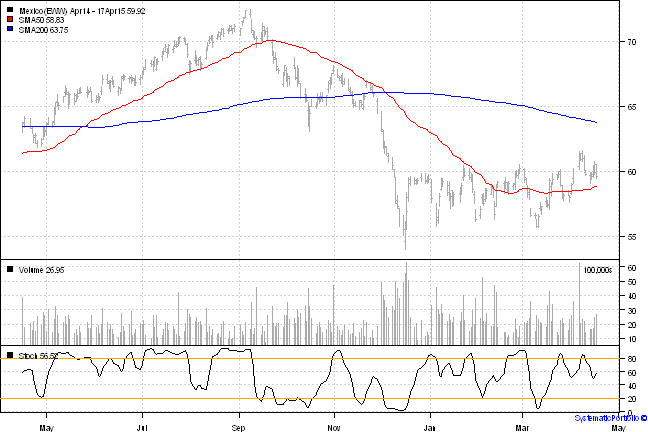 Mexico(EWW) Apr14 - 17Apr15 59.92
SMA50 58.83
SMA200 63.75
70
65
60
55
Volume 26.95
100,000s
60
50
40
30
20
10
Stoch 56.52
80
60
40
20
0
SystematicPortfolio ©
May Jul Sep Nov Jan Mar May